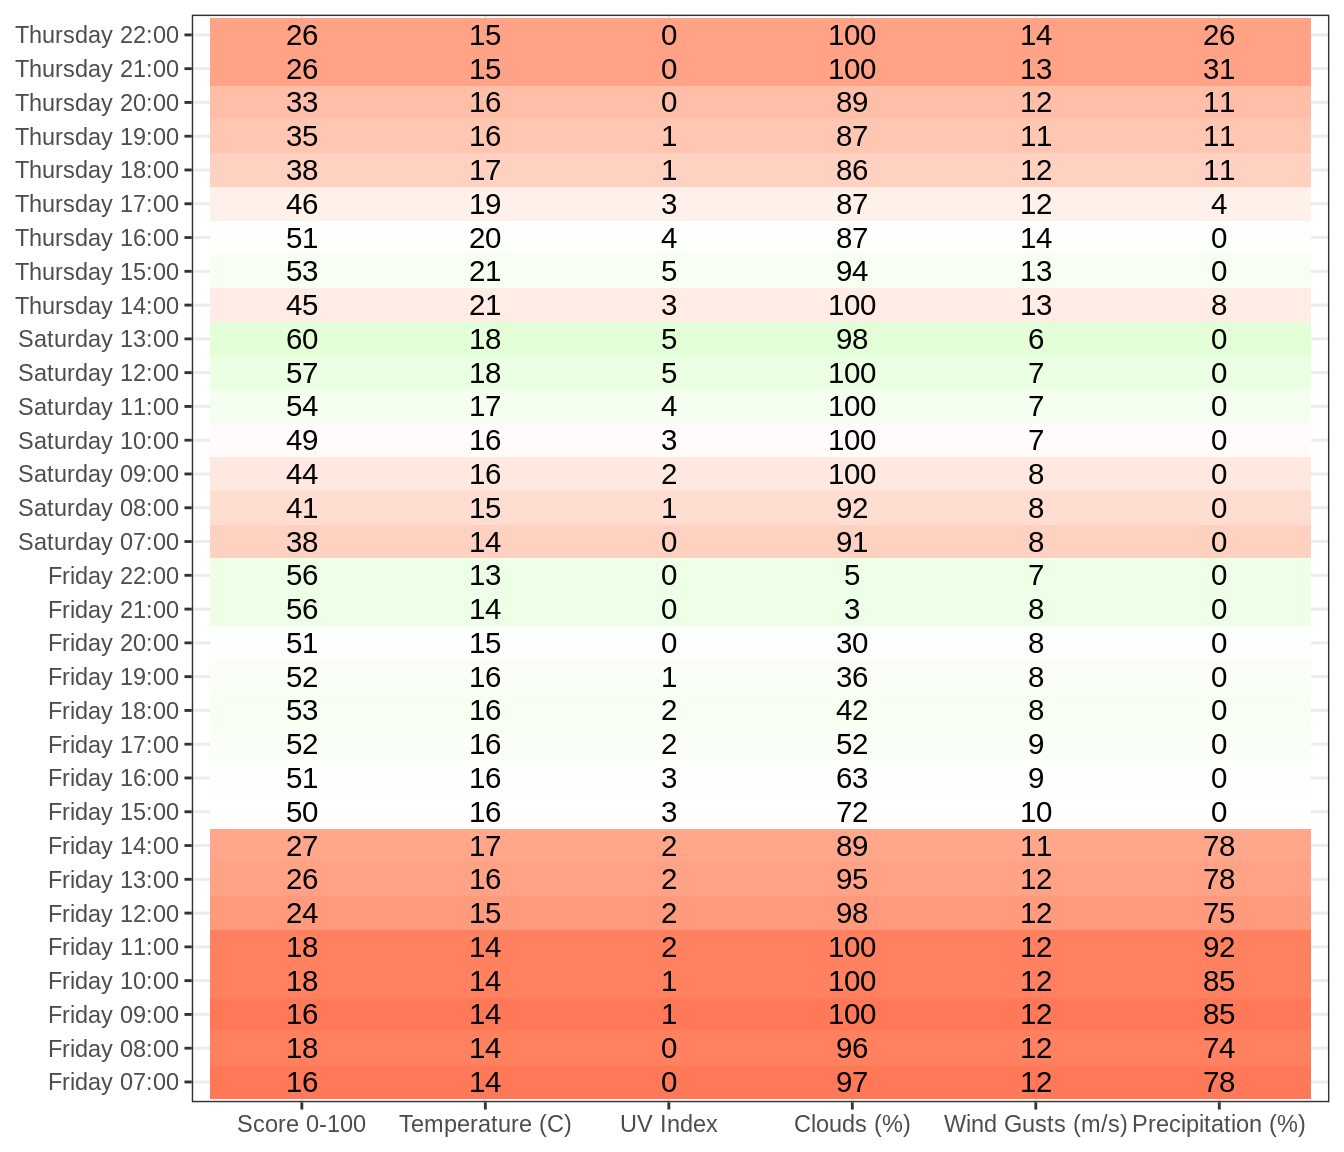 Thursday 22:00 26 15 0 100 14 26
Thursday 21:00 26 15 0 100 13 31
Thursday 20:00 33 16 0 89 12 11
Thursday 19:00 35 16 1 87 11 11
Thursday 18:00 38 17 1 86 12 11
Thursday 17:00 46 19 3 87 12 4
Thursday 16:00 51 20 4 87 14 0
Thursday 15:00 53 21 5 94 13 0
Thursday 14:00 45 21 3 100 13 8
Saturday 13:00 60 18 5 98 6 0
Saturday 12:00 57 18 5 100 7 0
Saturday 11:00 54 17 4 100 7 0
Saturday 10:00 49 16 3 100 7 0
Saturday 09:00 44 16 2 100 8 0
Saturday 08:00 41 15 1 92 8 0
Saturday 07:00 38 14 0 91 8 0
Friday 22:00 56 13 0 5 7 0
Friday 21:00 56 14 0 3 8 0
Friday 20:00 51 15 0 30 8 0
Friday 19:00 52 16 1 36 8 0
Friday 18:00 53 16 2 42 8 0
Friday 17:00 52 16 2 52 9 0
Friday 16:00 51 16 3 63 9 0
Friday 15:00 50 16 3 72 10 0
Friday 14:00 27 17 2 89 11 78
Friday 13:00 26 16 2 95 12 78
Friday 12:00 24 15 2 98 12 75
Friday 11:00 18 14 2 100 12 92
Friday 10:00 18 14 1 100 12 85
Friday 09:00 16 14 1 100 12 85
Friday 08:00 18 14 0 96 12 74
Friday 07:00 16 14 0 97 12 78
Score 0-100 Temperature (C) UV Index Clouds (%) Wind Gusts (m/s) Precipitation (%)